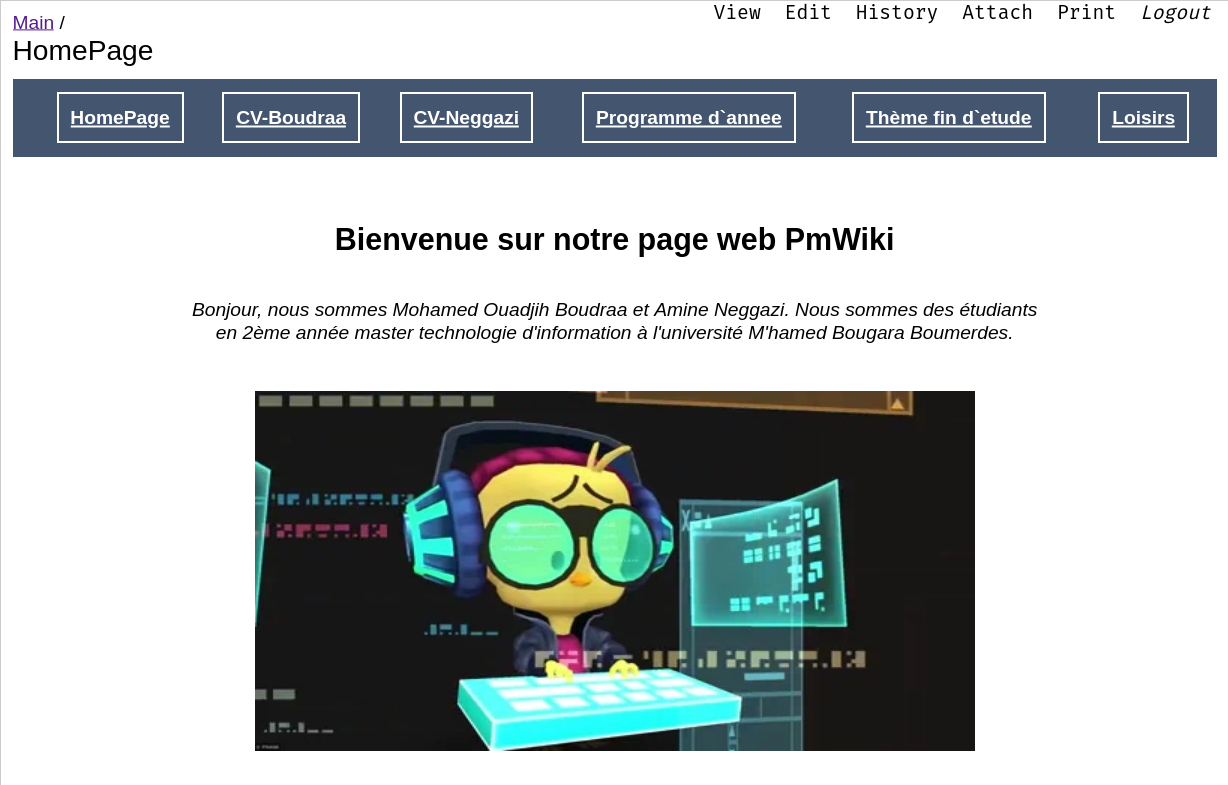 Main /
View Edit History Attach Print Logout
HomePage
HomePage CV-Boudraa CV-Neggazi Programme d`annee Thème fin d`etude Loisirs
Bienvenue sur notre page web PmWiki
Bonjour, nous sommes Mohamed Ouadjih Boudraa et Amine Neggazi. Nous sommes des étudiants
en 2ème année master technologie d'information à l'université M'hamed Bougara Boumerdes.